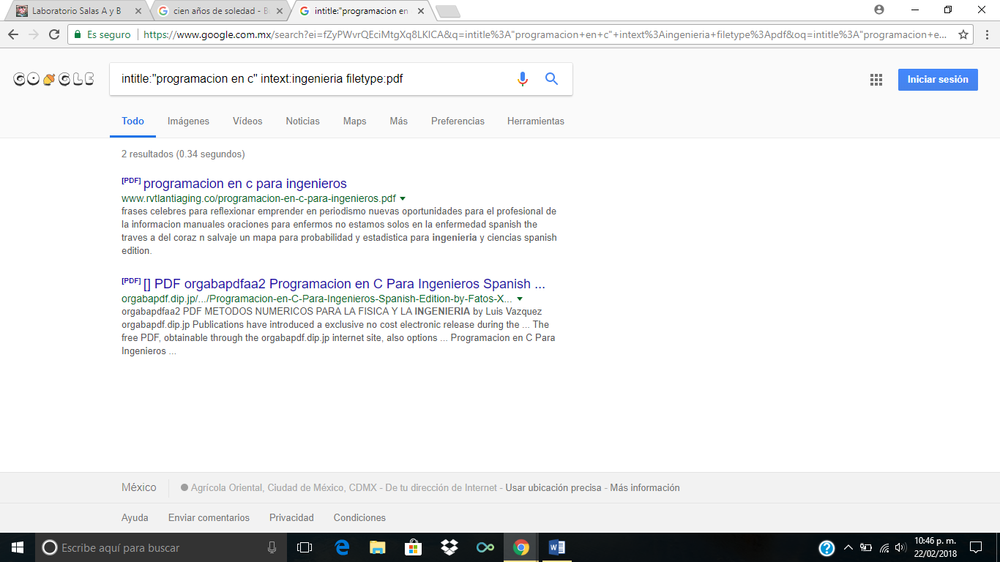 Laboratorio Salas A y B
cien años de soledad - B
intitle:"programacion en
Es seguro
https://www.google.com.mx/search?ei=fZyPWvrQEciMtgXq8LKICA&q=intitle%3A"programacion+en+c"+intext%3Aingenieria+filetype%3Apdf&oq=intitle%3A"programacion+e...
GOOGLE
intitle:"programacion en c" intext:ingenieria filetype:pdf
Iniciar sesión
Todo Imágenes Vídeos Noticias Maps Más Preferencias Herramientas
2 resultados (0.34 segundos)
[PDF] programacion en c para ingenieros
www.rvtlantiaging.co/programacion-en-c-para-ingenieros.pdf
frases celebres para reflexionar emprender en periodismo nuevas oportunidades para el profesional de
la informacion manuales oraciones para enfermos no estamos solos en la enfermedad spanish the
traves a del coraz n salvaje un mapa para probabilidad y estadistica para ingenieria y ciencias spanish
edition.
[PDF] [] PDF orgabapdfaa2 Programacion en C Para Ingenieros Spanish ...
orgabapdf.dip.jp/.../Programacion-en-C-Para-Ingenieros-Spanish-Edition-by-Fatos-X...
orgabapdfaa2 PDF METODOS NUMERICOS PARA LA FISICA Y LA INGENIERIA by Luis Vazquez
orgabapdf.dip.jp Publications have introduced a exclusive no cost electronic release during the ... The
free PDF, obtainable through the orgabapdf.dip.jp internet site, also options ... Programacion en C Para
Ingenieros ...
México
Agrícola Oriental, Ciudad de México, CDMX - De tu dirección de Internet - Usar ubicación precisa - Más información
Ayuda Enviar comentarios Privacidad Condiciones
Escribe aquí para buscar
10:46 p. m.
22/02/2018